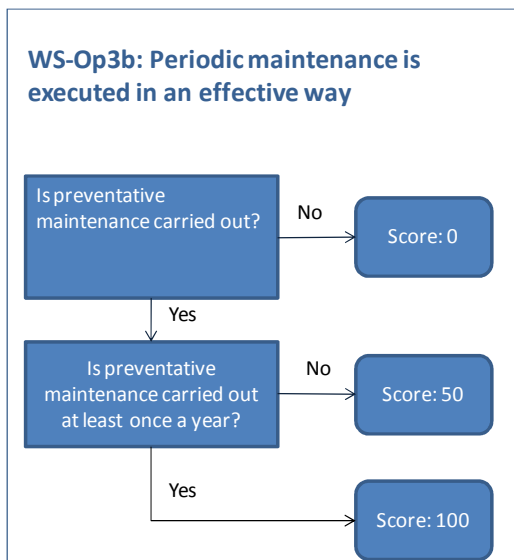 WS-Op3b: Periodic maintenance is
executed in an effective way
Is preventative
maintenance carried out?
No
Score: 0
Yes
Is preventative
maintenance carried out
at least once a year?
No
Score: 50
Yes
Score: 100